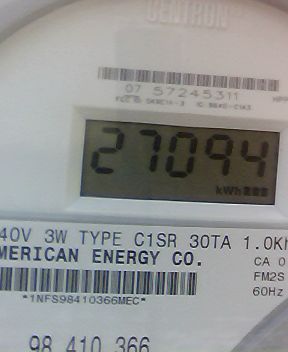 CENTRON
07 57245311
27094
kWh
40V 3W TYPE C1SR 30TA 1.0Kh
MERICAN ENERGY CO.
CA 0
FM2S
*1NFS98410366MEC*
60Hz
98 410 366